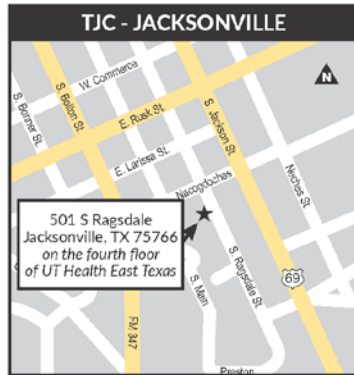 TJC - JACKSONVILLE
W. Commerce
N
S. Bonner St.
S. Bolton St.
E. Rusk St.
S. Jackson St.
E. Larissa St.
Neches St.
Nacogdoches
501 S Ragsdale
Jacksonville, TX 75766
on the fourth floor
of UT Health East Texas
S. Main
S. Ragsdale St.
69
FM 347
Preston